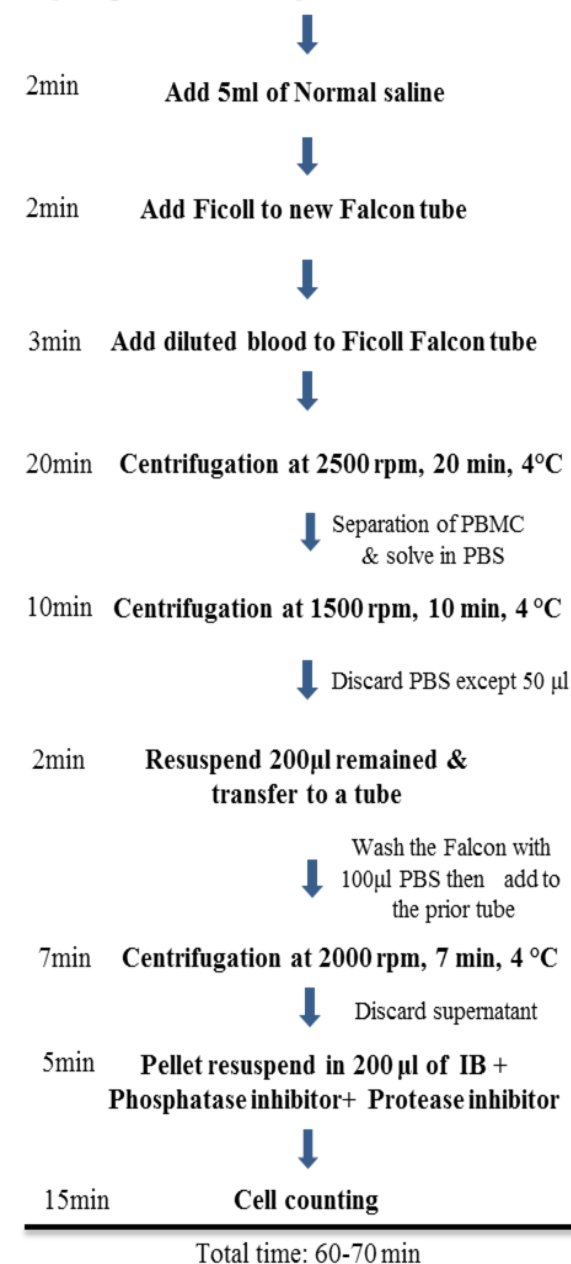 2min Add 5ml of Normal saline
2min Add Ficoll to new Falcon tube
3min Add diluted blood to Ficoll Falcon tube
20min Centrifugation at 2500 rpm, 20 min, 4°C
Separation of PBMC
& solve in PBS
10min Centrifugation at 1500 rpm, 10 min, 4 °C
Discard PBS except 50 µl
2min Resuspend 200µl remained &
transfer to a tube
Wash the Falcon with
100µl PBS then add to
the prior tube
7min Centrifugation at 2000 rpm, 7 min, 4 °C
Discard supernatant
5min Pellet resuspend in 200 µl of IB +
Phosphatase inhibitor+ Protease inhibitor
15min Cell counting
Total time: 60-70 min